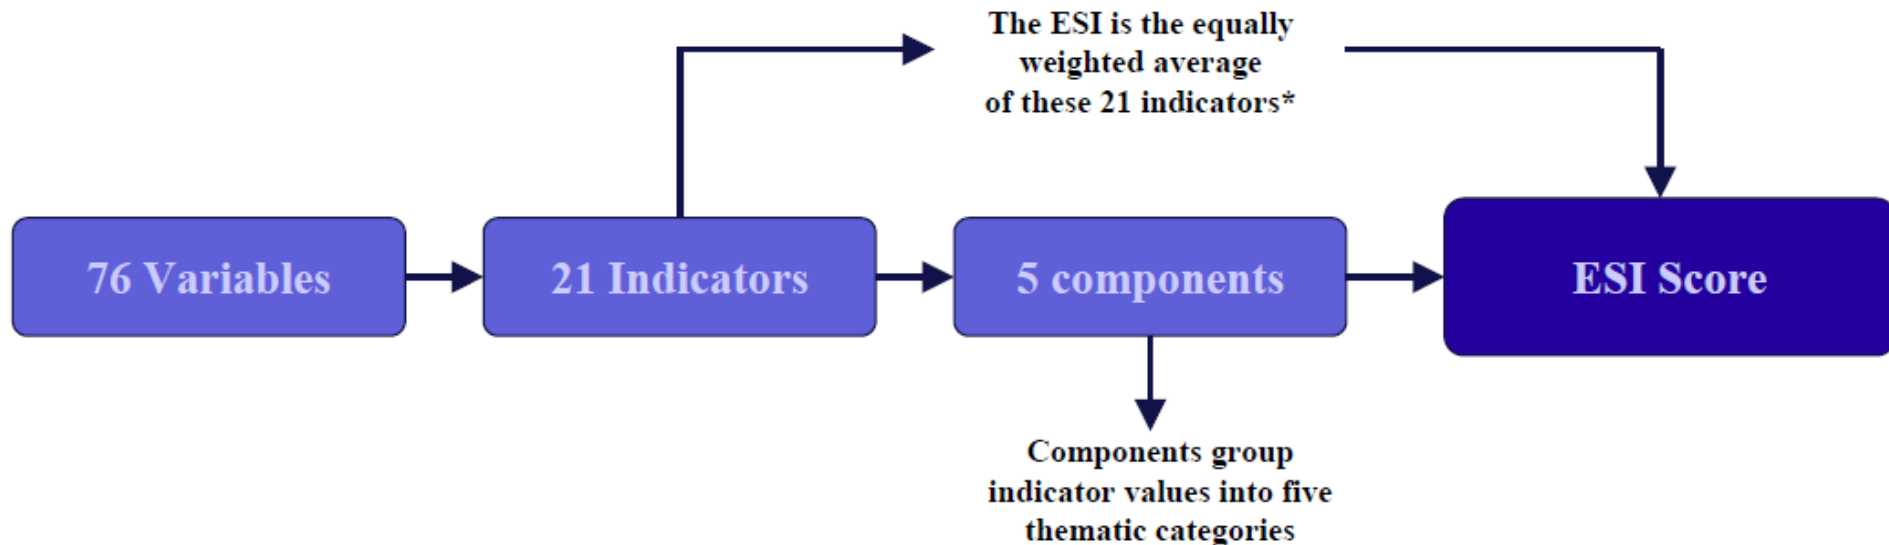 The ESI is the equally
weighted average
of these 21 indicators*
76 Variables
21 Indicators
5 components
ESI Score
Components group
indicator values into five
thematic categories